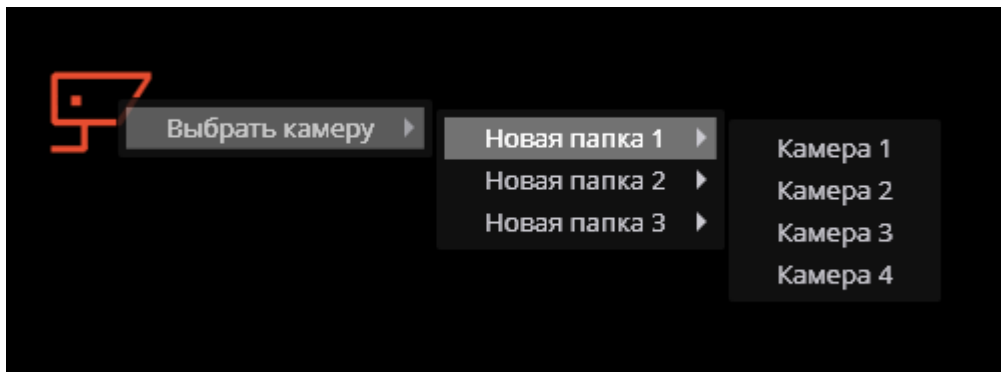 Выбрать камеру
Новая папка 1
Новая папка 2
Новая папка 3
Камера 1
Камера 2
Камера 3
Камера 4